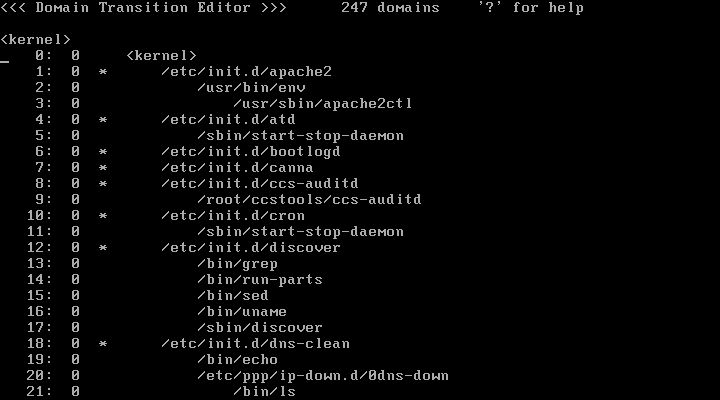 <<< Domain Transition Editor >>>      247 domains    '?' for help
<kernel>
0:  0     <kernel>
1:  0  *      /etc/init.d/apache2
2:  0             /usr/bin/env
3:  0                 /usr/sbin/apache2ctl
4:  0  *      /etc/init.d/atd
5:  0             /sbin/start-stop-daemon
6:  0  *      /etc/init.d/bootlogd
7:  0  *      /etc/init.d/canna
8:  0  *      /etc/init.d/ccs-auditd
9:  0             /root/ccstools/ccs-auditd
10:  0  *      /etc/init.d/cron
11:  0             /sbin/start-stop-daemon
12:  0  *      /etc/init.d/discover
13:  0             /bin/grep
14:  0             /bin/run-parts
15:  0             /bin/sed
16:  0             /bin/uname
17:  0             /sbin/discover
18:  0  *      /etc/init.d/dns-clean
19:  0             /bin/echo
20:  0             /etc/ppp/ip-down.d/0dns-down
21:  0                 /bin/ls